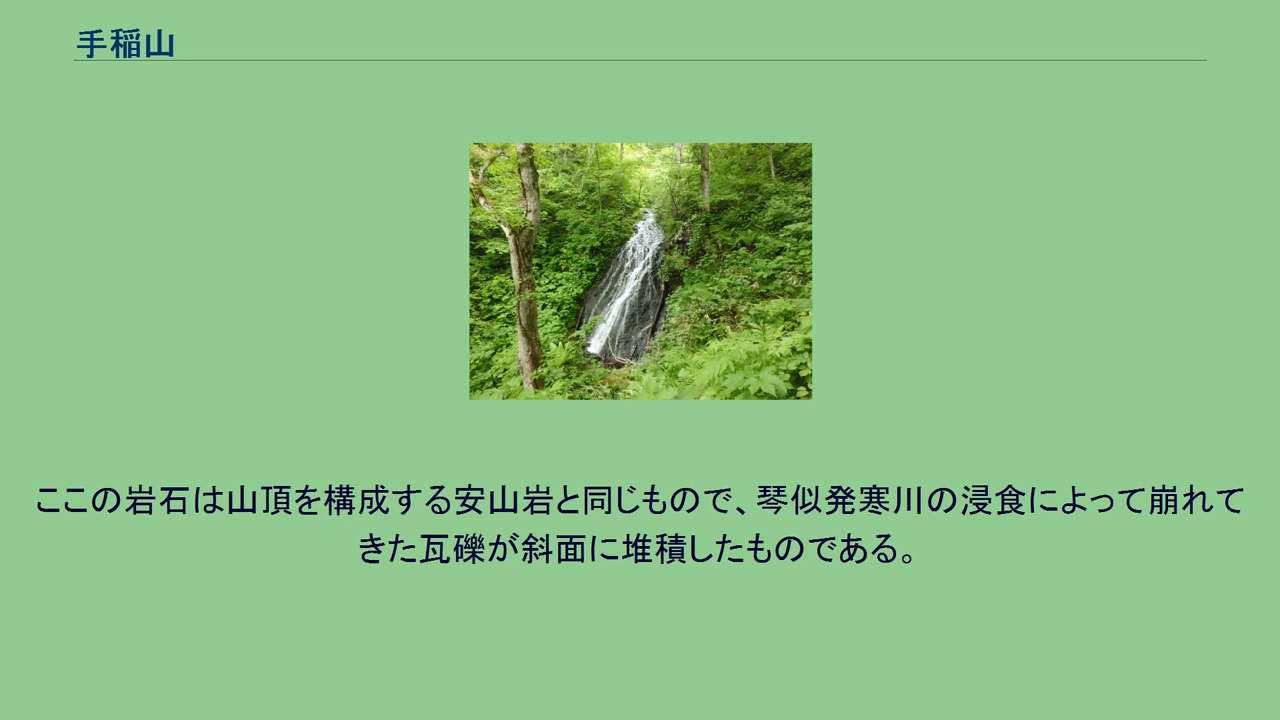 手稲山
ここの岩石は山頂を構成する安山岩と同じもので、琴似発寒川の浸食によって崩れて
きた瓦礫が斜面に堆積したものである。